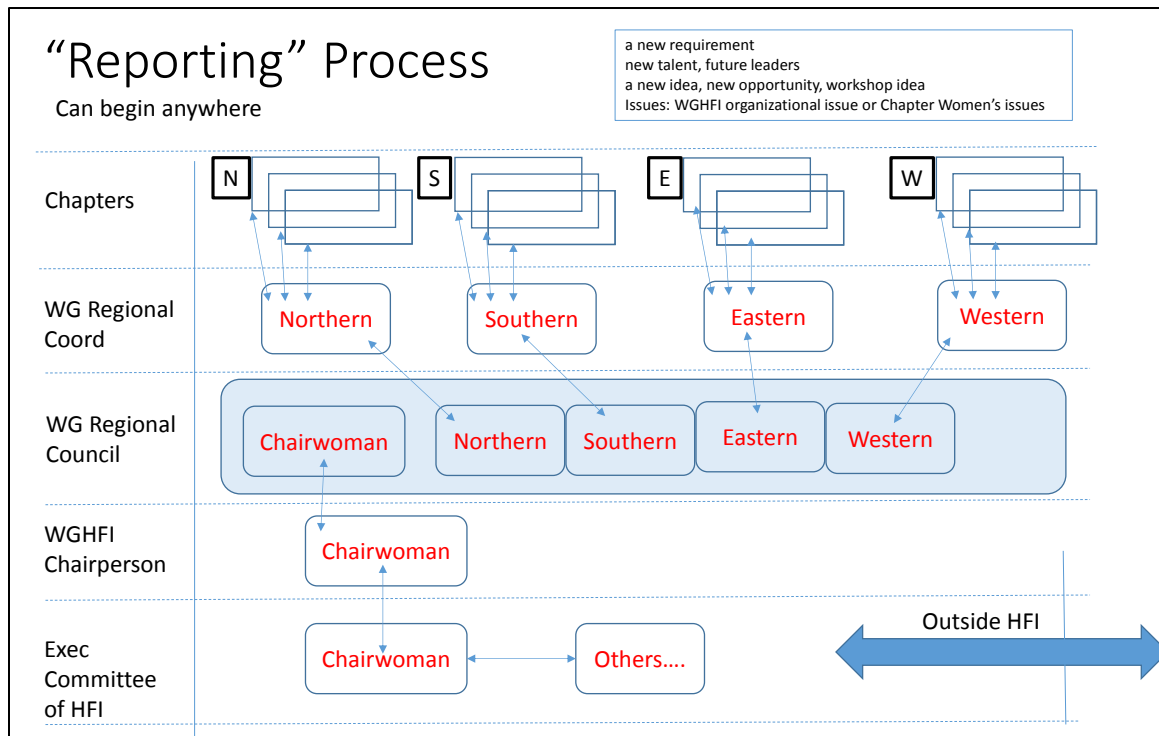 “Reporting” Process
Can begin anywhere
a new requirement
new talent, future leaders
a new idea, new opportunity, workshop idea
Issues: WGHFI organizational issue or Chapter Women’s issues
Chapters
N
S
E
W
WG Regional
Coord
Northern
Southern
Eastern
Western
WG Regional
Council
Chairwoman
Northern
Southern
Eastern
Western
WGHFI
Chairperson
Chairwoman
Exec
Committee
of HFI
Chairwoman
Others....
Outside HFI